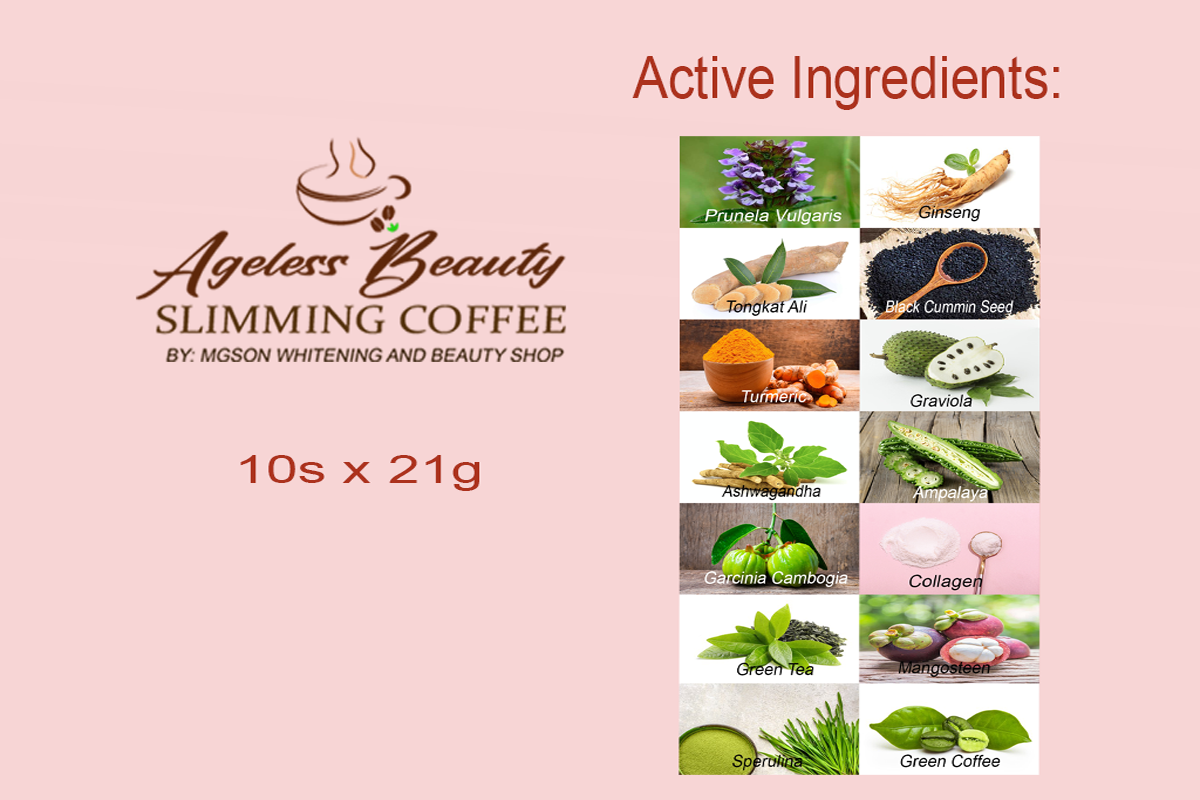 Ageless Beauty
SLIMMING COFFEE
BY: MGSON WHITENING AND BEAUTY SHOP
10s x 21g
Active Ingredients:
Prunela Vulgaris
Ginseng
Tongkat Ali
Black Cummin Seed
Turmeric
Graviola
Ashwagandha
Ampalaya
Garcinia Cambogia
Collagen
Green Tea
Mangosteen
Sperulina
Green Coffee